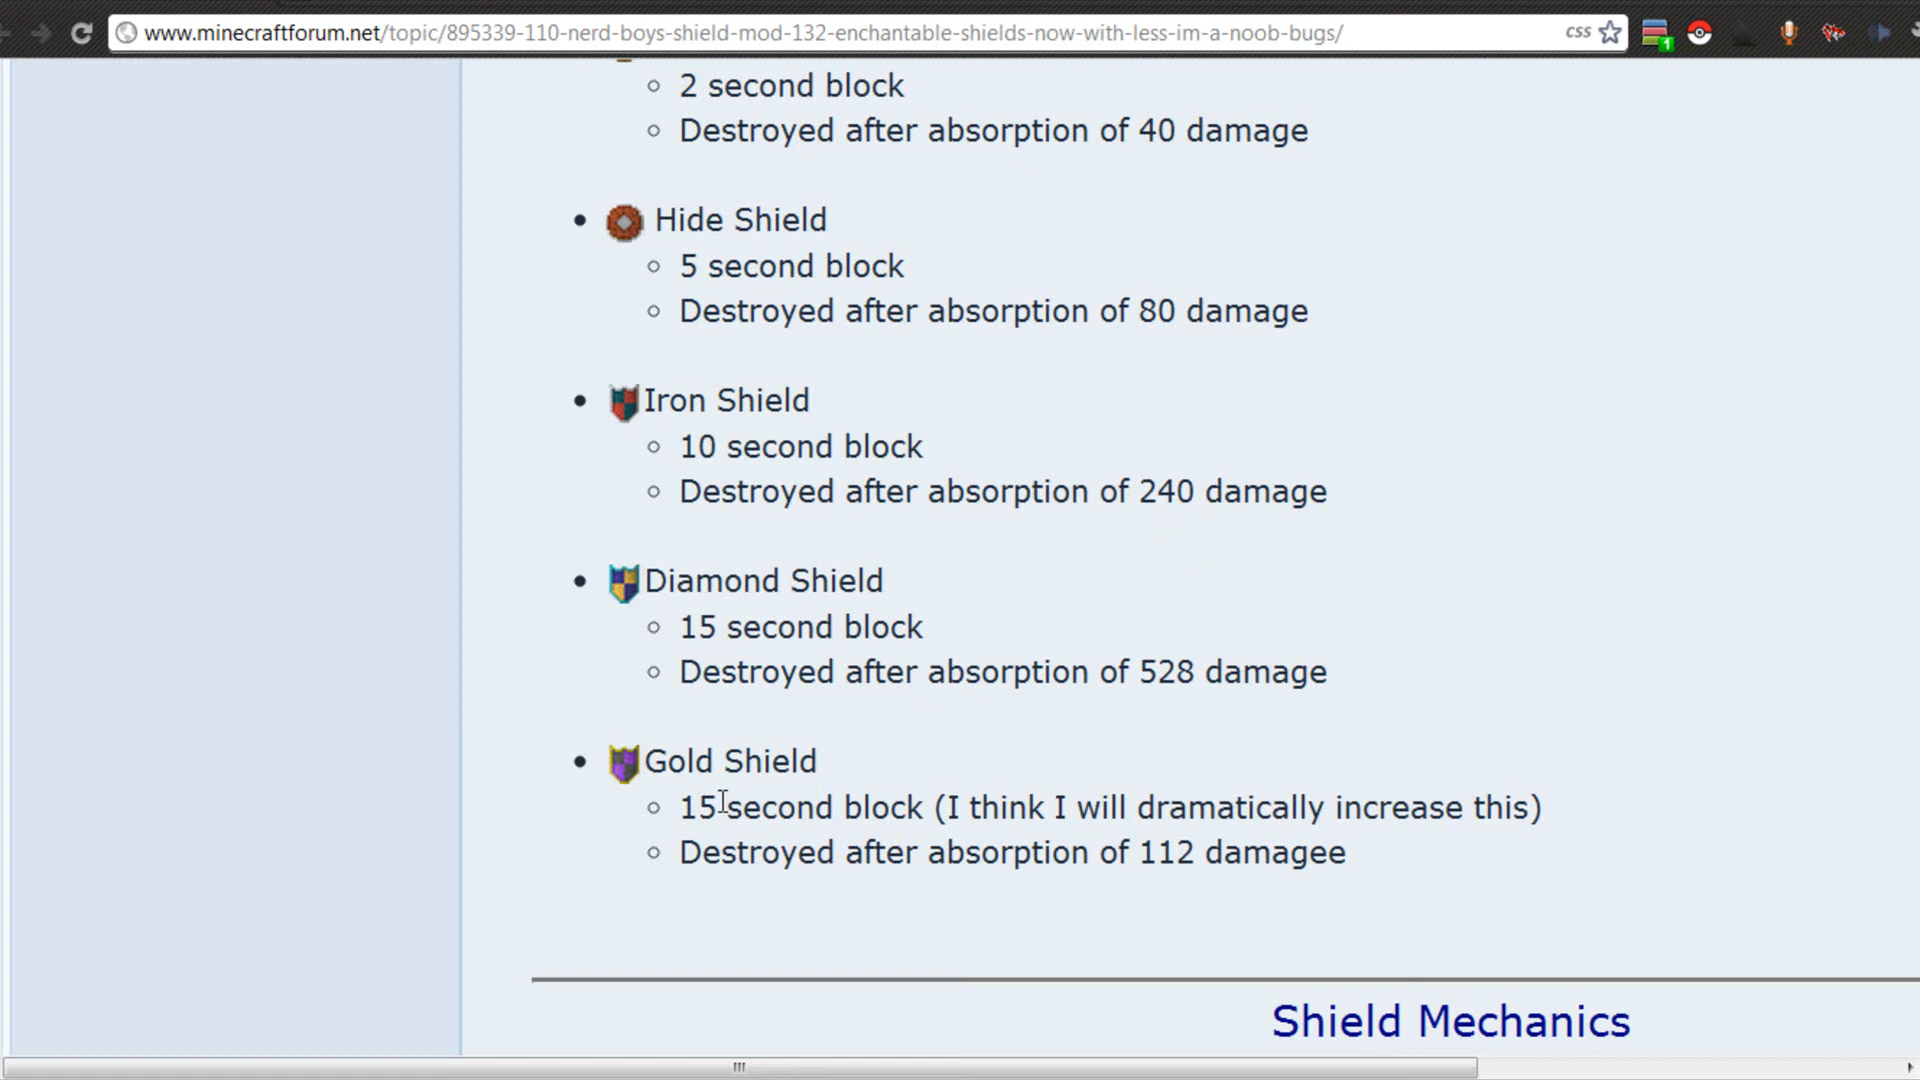 www.minecraftforum.net/topic/895339-110-nerd-boys-shield-mod-132-enchantable-shields-now-with-less-im-a-noob-bugs/
css
1
2 second block
Destroyed after absorption of 40 damage
Hide Shield
5 second block
Destroyed after absorption of 80 damage
Iron Shield
10 second block
Destroyed after absorption of 240 damage
Diamond Shield
15 second block
Destroyed after absorption of 528 damage
Gold Shield
15 second block (I think I will dramatically increase this)
Destroyed after absorption of 112 damagee
Shield Mechanics